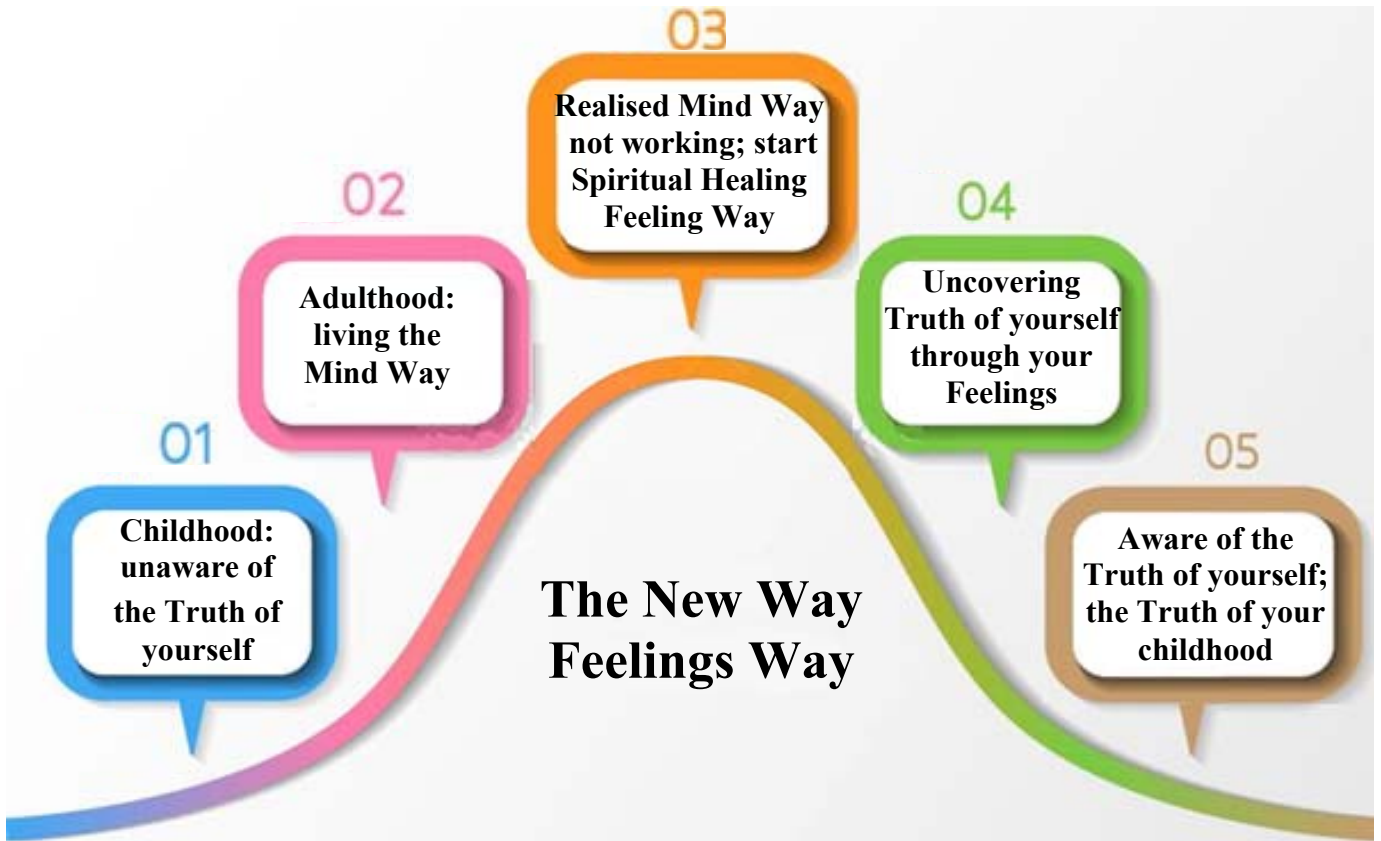 01
Childhood:
unaware of
the Truth of
yourself
02
Adulthood:
living the
Mind Way
03
Realised Mind Way
not working; start
Spiritual Healing
Feeling Way
04
Uncovering
Truth of yourself
through your
Feelings
05
Aware of the
Truth of yourself;
the Truth of your
childhood
The New Way
Feelings Way